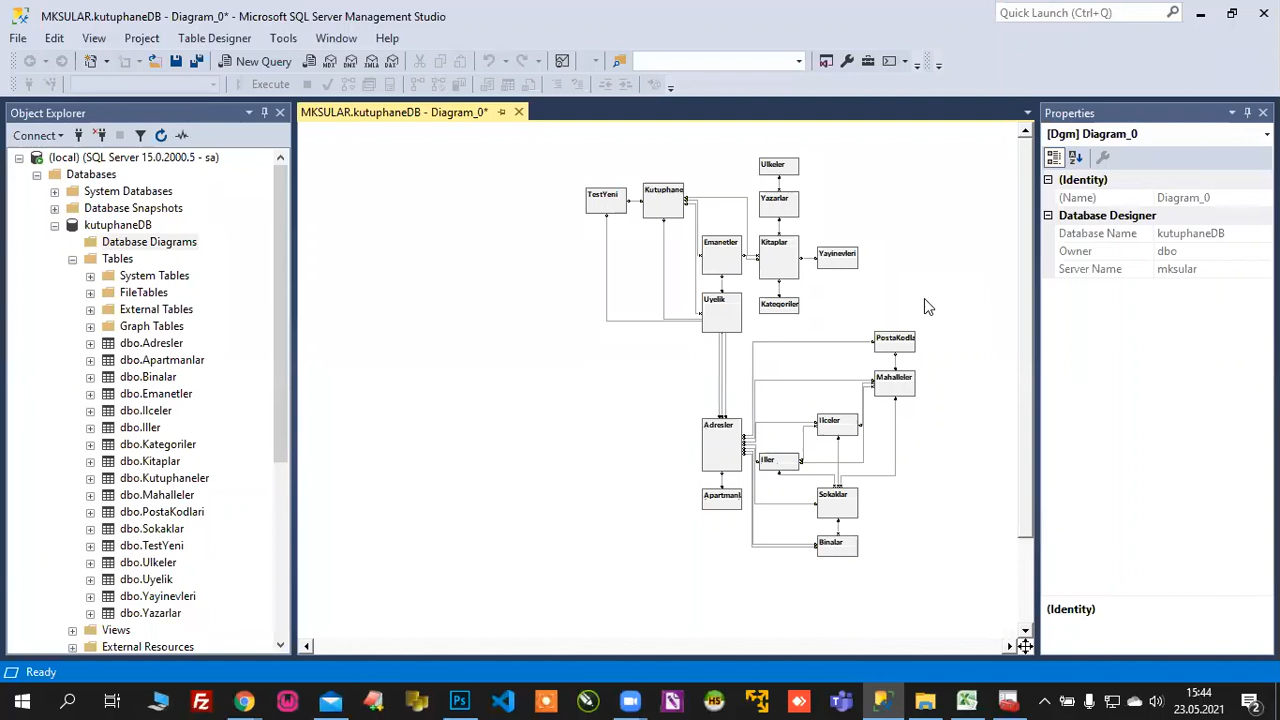 MKSULAR.kutuphaneDB - Diagram_0* - Microsoft SQL Server Management Studio
Quick Launch (Ctrl+Q)
File Edit View Project Table Designer Tools Window Help
New Query
MDX DMX XMLA DAX
Execute
Object Explorer
Connect
(local) (SQL Server 15.0.2000.5 - sa)
Databases
System Databases
Database Snapshots
kutuphaneDB
Database Diagrams
Tables
System Tables
FileTables
External Tables
Graph Tables
dbo.Adresler
dbo.Apartmanlar
dbo.Binalar
dbo.Emanetler
dbo.Ilceler
dbo.Iller
dbo.Kategoriler
dbo.Kitaplar
dbo.Kutuphaneler
dbo.Mahalleler
dbo.PostaKodlari
dbo.Sokaklar
dbo.TestYeni
dbo.Ulkeler
dbo.Uyelik
dbo.Yayinevleri
dbo.Yazarlar
Views
External Resources
MKSULAR.kutuphaneDB - Diagram_0*
Ulkeler
TestYeni
Kutuphane
Yazarlar
Emanetler
Kitaplar
Yayinevleri
Uyelik
Kategoriler
PostaKodla
Mahalleler
Adresler
Ilceler
Iller
Apartmanl
Sokaklar
Binalar
Properties
[Dgm] Diagram_0
(Identity)
(Name) Diagram_0
Database Designer
Database Name kutuphaneDB
Owner dbo
Server Name mksular
(Identity)
Ready
15:44
23.05.2021
2